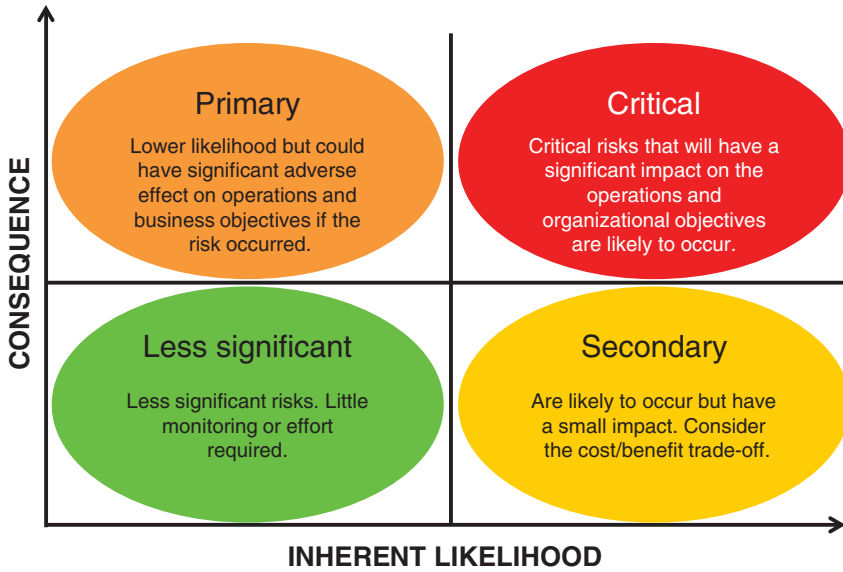 CONSEQUENCE
Primary
Lower likelihood but could
have significant adverse
effect on operations and
business objectives if the
risk occurred.
Critical
Critical risks that will have a
significant impact on the
operations and
organizational objectives
are likely to occur.
Less significant
Less significant risks. Little
monitoring or effort
required.
Secondary
Are likely to occur but have
a small impact. Consider
the cost/benefit trade-off.
INHERENT LIKELIHOOD